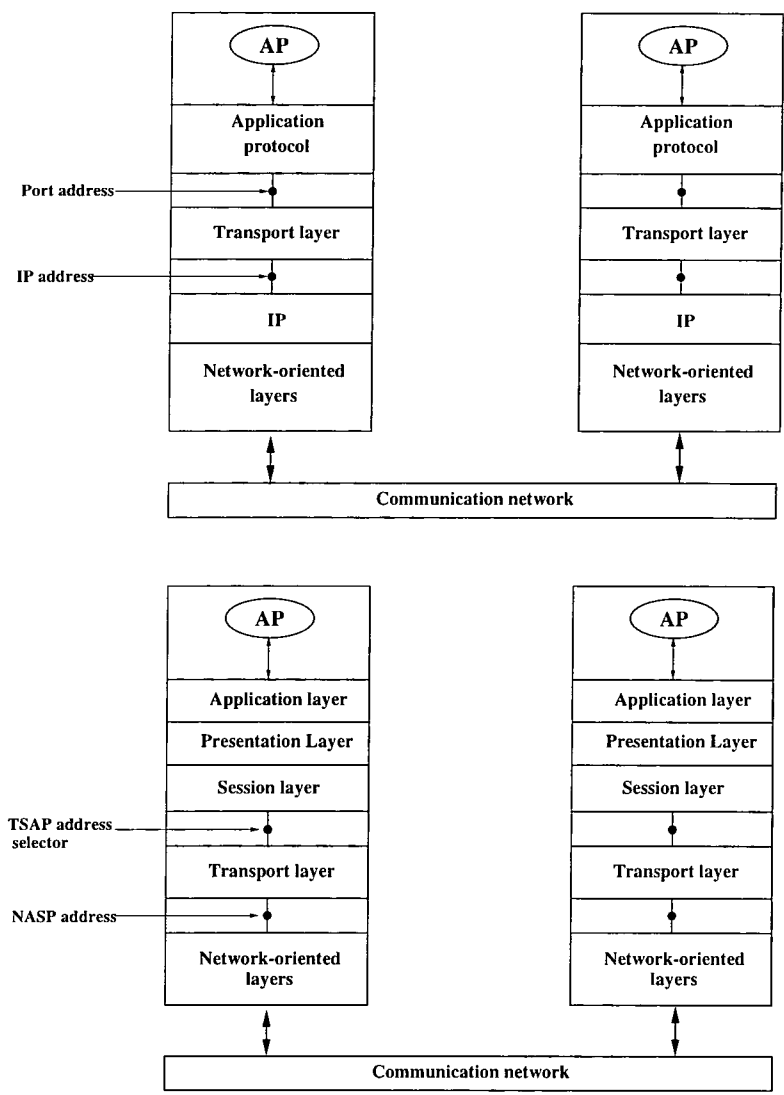 AP
AP
Application
protocol
Application
protocol
Port address
Transport layer
Transport layer
IP address
IP
IP
Network-oriented
layers
Network-oriented
layers
Communication network
AP
AP
Application layer
Application layer
Presentation Layer
Presentation Layer
Session layer
Session layer
TSAP address
selector
Transport layer
Transport layer
NASP address
Network-oriented
layers
Network-oriented
layers
Communication network